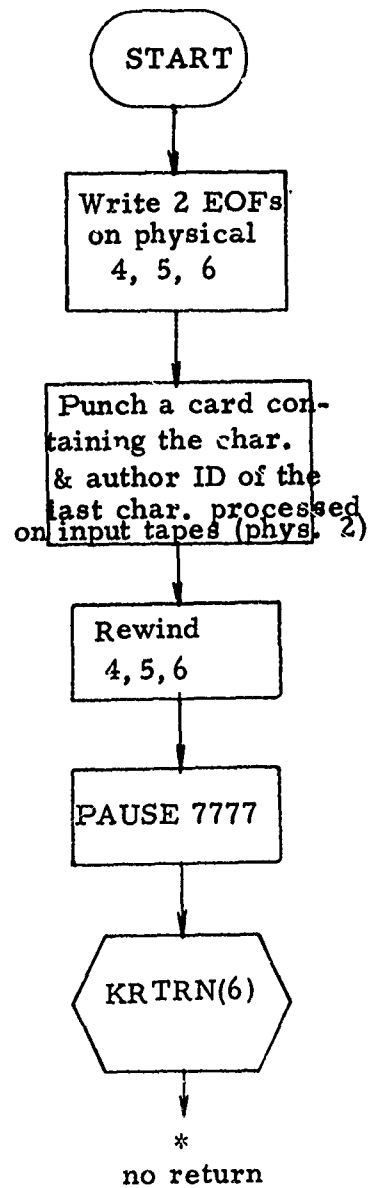 START
Write 2 EOFs
on physical
4, 5, 6
Punch a card con-
taining the char.
& author ID of the
last char. processed
on input tapes (phys. 2)
Rewind
4, 5, 6
PAUSE 7777
KRTRN(6)
*
no return